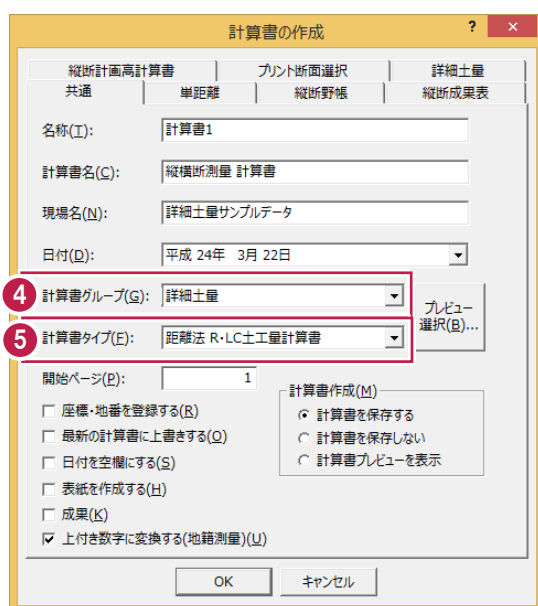 計算書の作成
?
×
縦断計画高計算書 プリント断面選択 詳細土量
共通 単距離 縦断野帳 縦断成果表
名称(T): 計算書1
計算書名(C): 縦横断測量 計算書
現場名(N): 詳細土量サンプルデータ
日付(D): 平成 24年 3月 22日
4 計算書グループ(G): 詳細土量
プレビュー
選択(B)...
5 計算書タイプ(F): 距離法 R・LC土工量計算書
開始ページ(P): 1
計算書作成(M)
座標・地番を登録する(R)
計算書を保存する
最新の計算書に上書きする(O)
計算書を保存しない
日付を空欄にする(S)
計算書プレビューを表示
表紙を作成する(H)
成果(K)
上付き数字に変換する(地籍測量)(U)
OK キャンセル